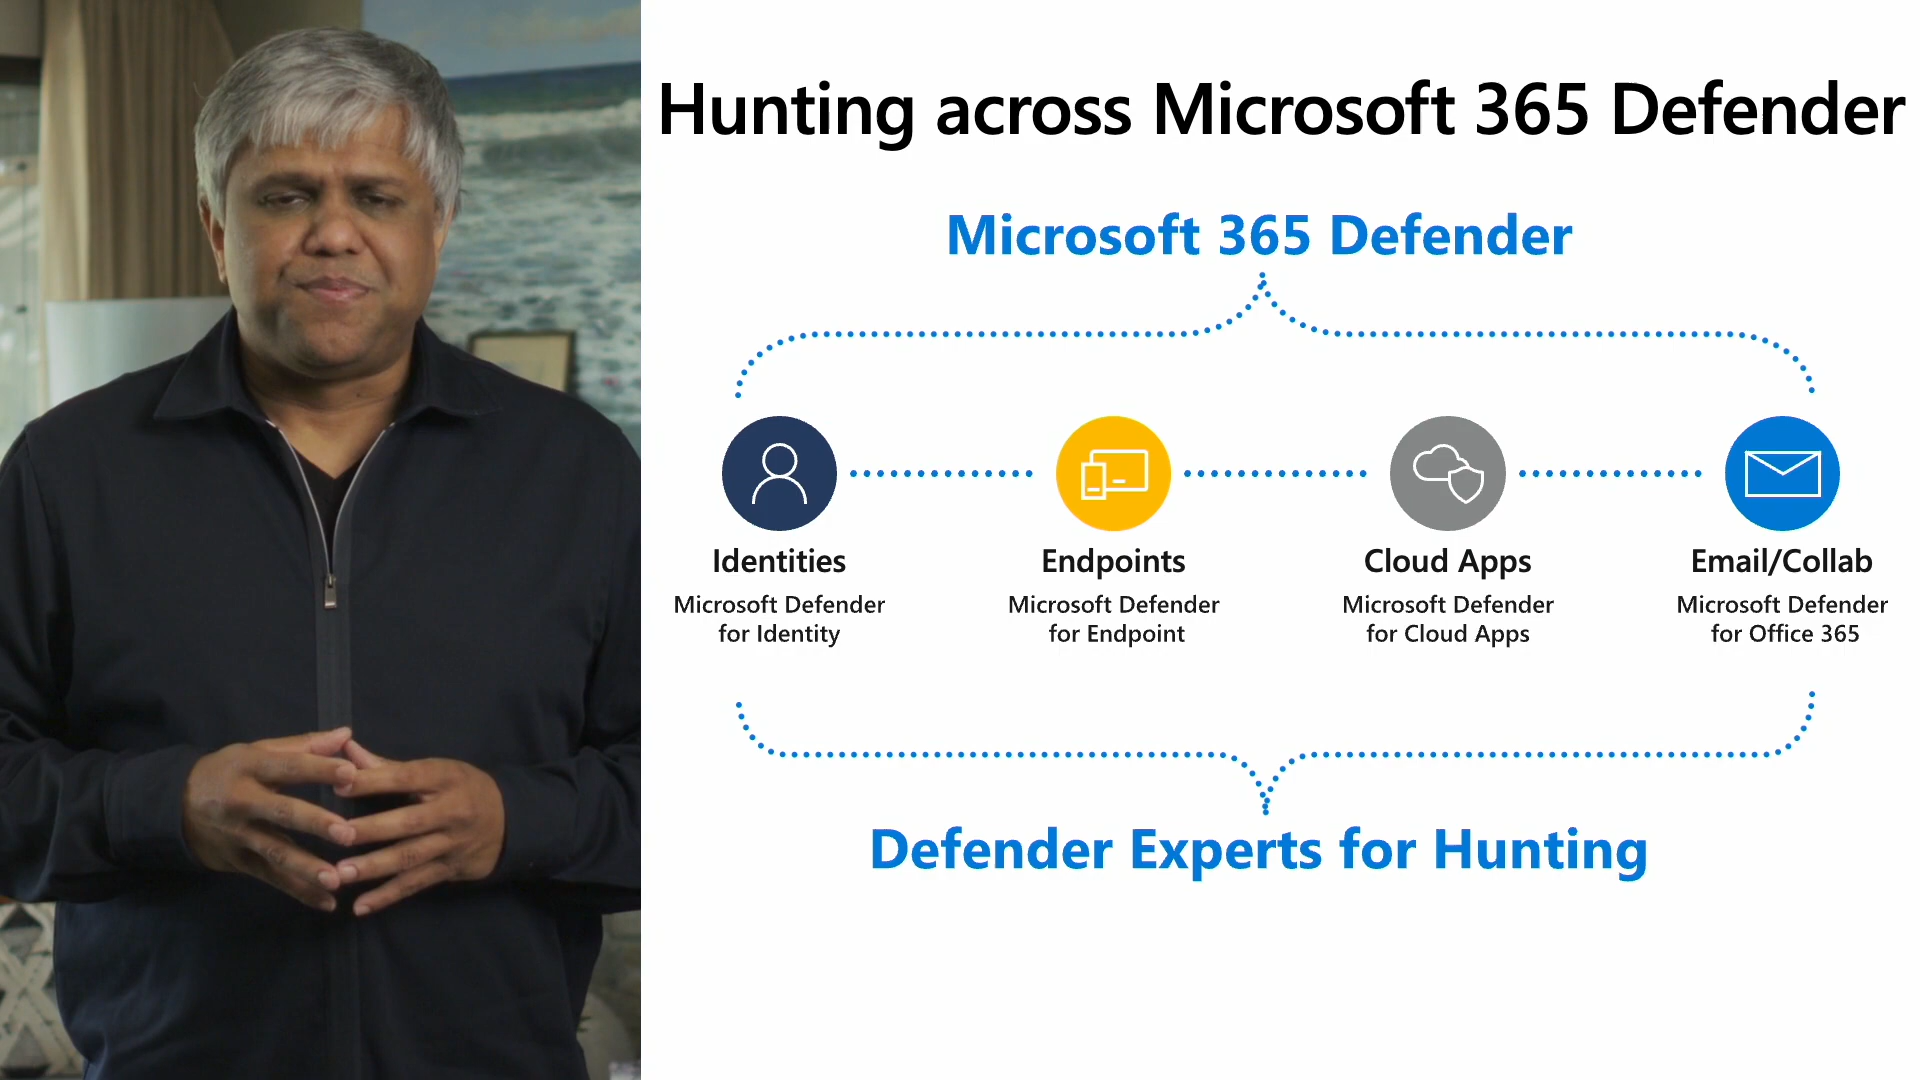 Hunting across Microsoft 365 Defender
Microsoft 365 Defender
Identities
Microsoft Defender
for Identity
Endpoints
Microsoft Defender
for Endpoint
Cloud Apps
Microsoft Defender
for Cloud Apps
Email/Collab
Microsoft Defender
for Office 365
Defender Experts for Hunting